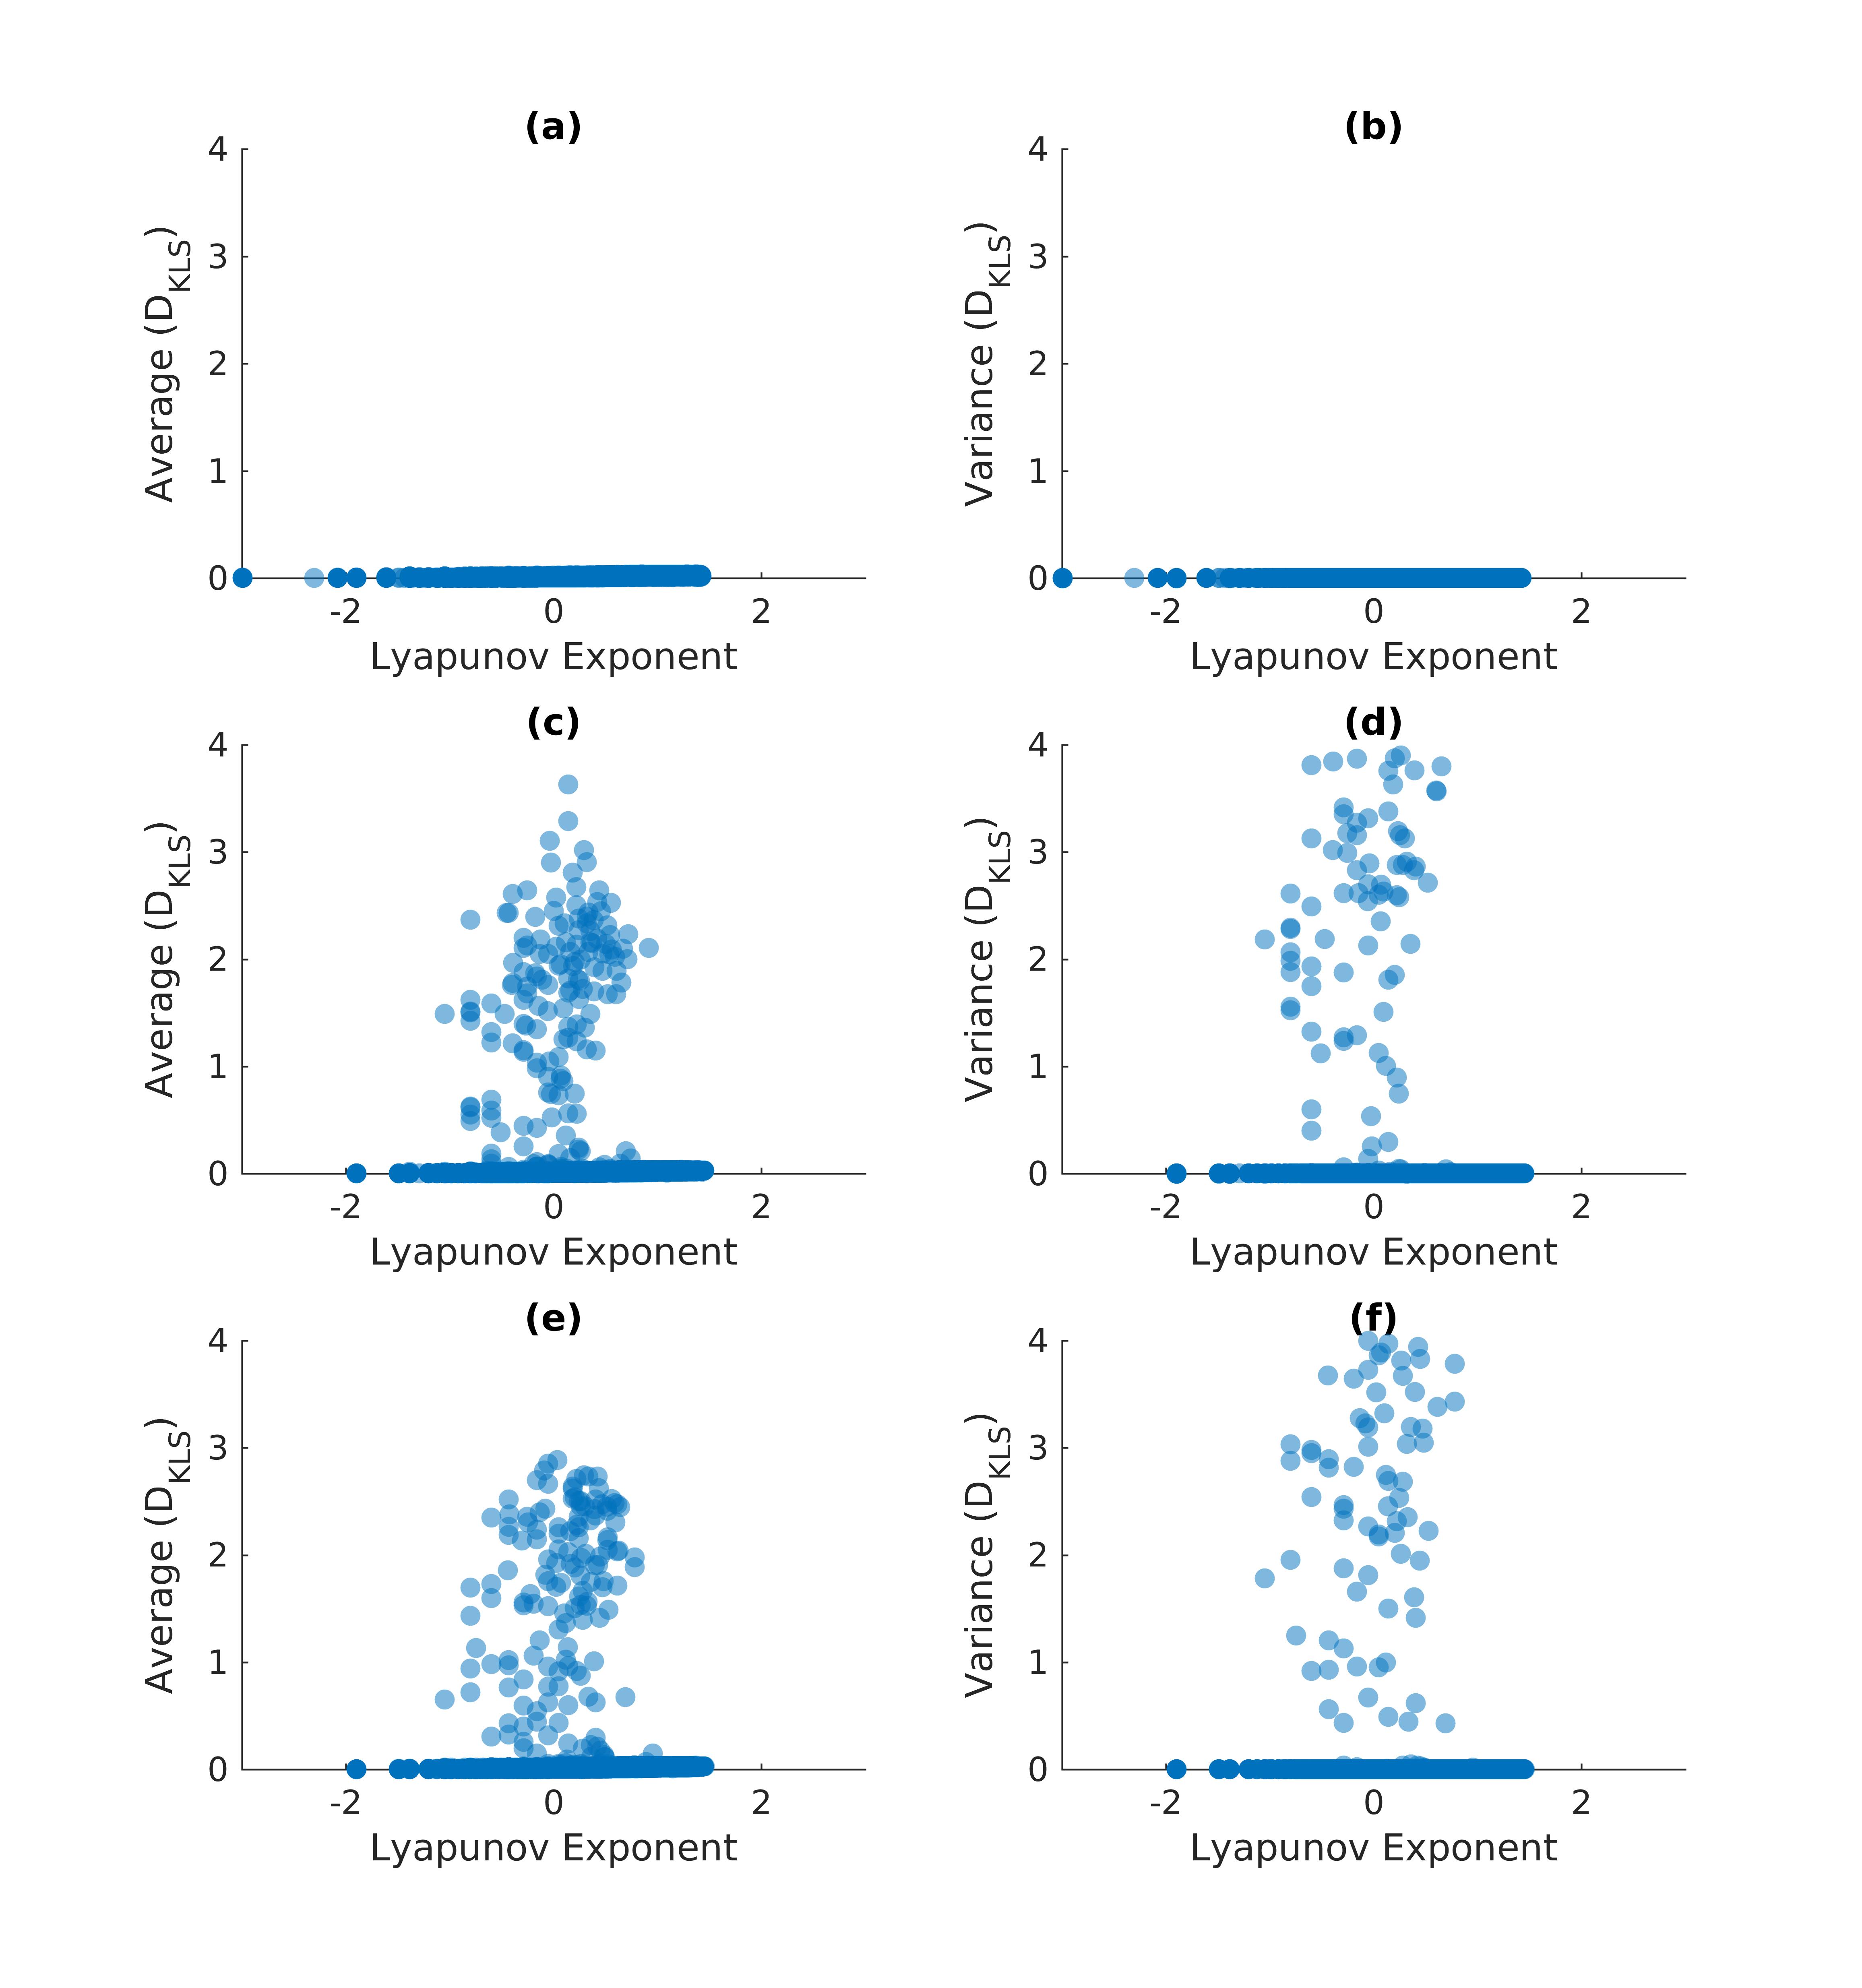 (a)
4
3
2
1
0
-2 0 2
Average (D_KLS)
Lyapunov Exponent
(b)
4
3
2
1
0
-2 0 2
Variance (D_KLS)
Lyapunov Exponent
(c)
4
3
2
1
0
-2 0 2
Average (D_KLS)
Lyapunov Exponent
(d)
4
3
2
1
0
-2 0 2
Variance (D_KLS)
Lyapunov Exponent
(e)
4
3
2
1
0
-2 0 2
Average (D_KLS)
Lyapunov Exponent
(f)
4
3
2
1
0
-2 0 2
Variance (D_KLS)
Lyapunov Exponent